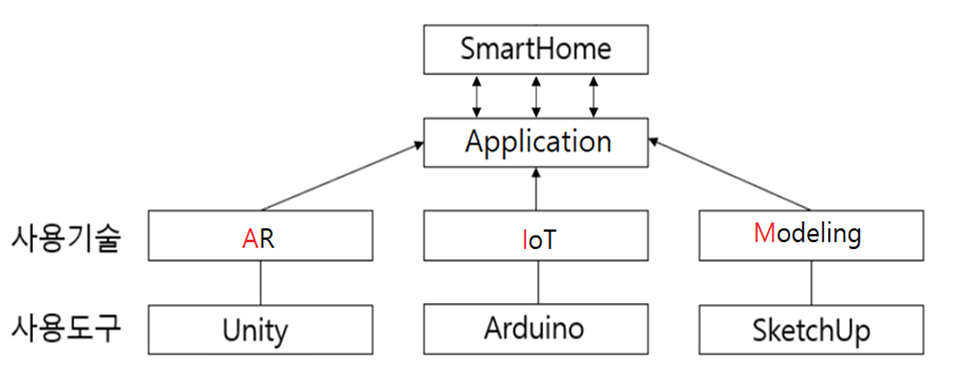 SmartHome
Application
사용기술 AR IoT Modeling
사용도구 Unity Arduino SketchUp